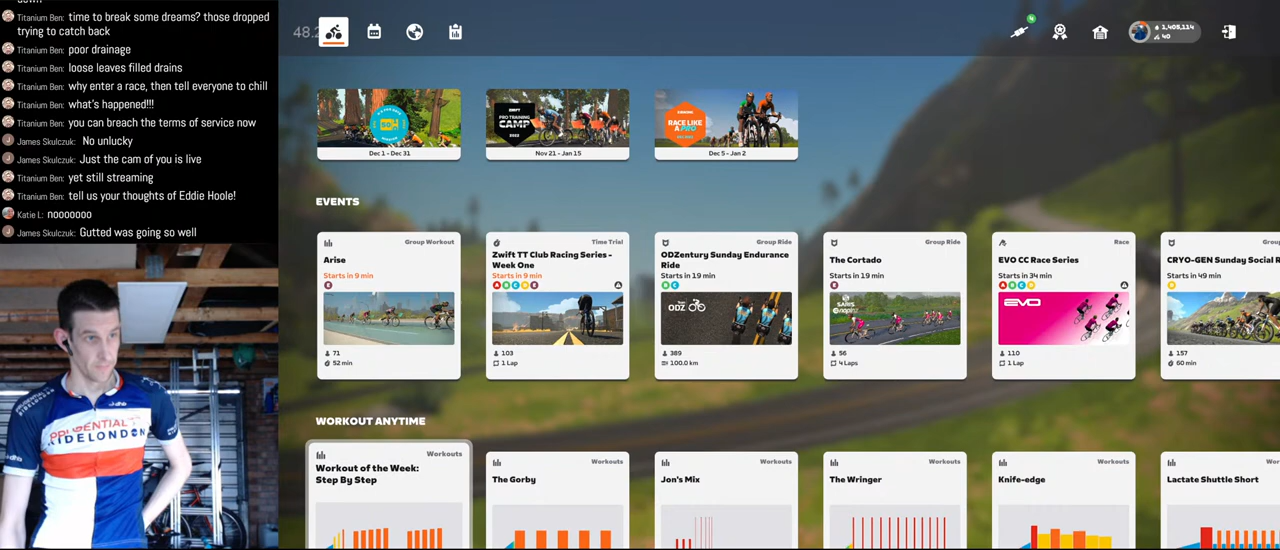 Titanium Ben: time to break some dreams? those dropped
trying to catch back
Titanium Ben: poor drainage
Titanium Ben: loose leaves filled drains
Titanium Ben: why enter a race, then tell everyone to chill
Titanium Ben: what's happened!!!
Titanium Ben: you can breach the terms of service now
James Skulczuk: No unlucky
James Skulczuk: Just the cam of you is live
Titanium Ben: yet still streaming
Titanium Ben: tell us your thoughts of Eddie Hoole!
Katie L: nooooooo
James Skulczuk: Gutted was going so well
48.2
4
1,405,114
40
Dec 1 - Dec 31
ZWIFT
PRO TRAINING
CAMP
2022
Nov 21 - Jan 15
RACE LIKE
A PRO
Dec 5 - Jan 2
EVENTS
Group Workout
Arise
Starts in 9 min
E
71
52 min
Time Trial
Zwift TT Club Racing Series -
Week One
Starts in 9 min
A B C D E
103
1 Lap
Group Ride
ODZentury Sunday Endurance
Ride
Starts in 19 min
ODZ
389
100.0 km
Group Ride
The Cortado
Starts in 19 min
E
SARIS
56
4 Laps
Race
EVO CC Race Series
Starts in 34 min
A B C D
EVO
110
1 Lap
CRYO-GEN Sunday Social R
Starts in 49 min
157
60 min
WORKOUT ANYTIME
Workouts
Workout of the Week:
Step By Step
Workouts
The Gorby
Workouts
Jon's Mix
Workouts
The Wringer
Workouts
Knife-edge
Lactate Shuttle Short
dhb
PRUDENTIAL
RIDELONDON